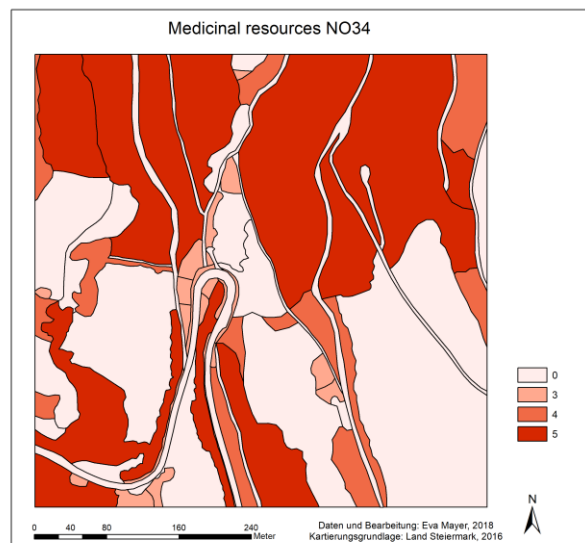 Medicinal resources NO34
0
3
4
5
N
0 40 80 160 240
Meter
Daten und Bearbeitung: Eva Mayer, 2018
Kartierungsgrundlage: Land Steiermark, 2016